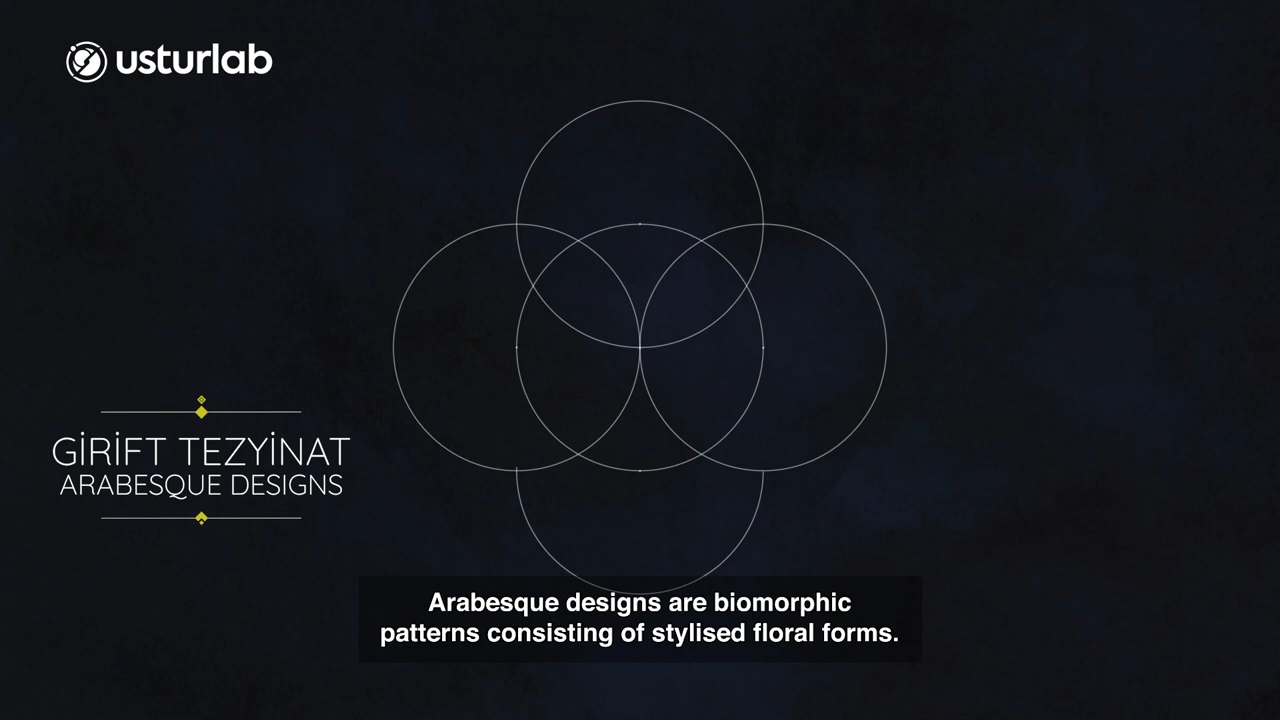 usturlab
GİRİFT TEZYİNAT
ARABESQUE DESIGNS
Arabesque designs are biomorphic
patterns consisting of stylised floral forms.